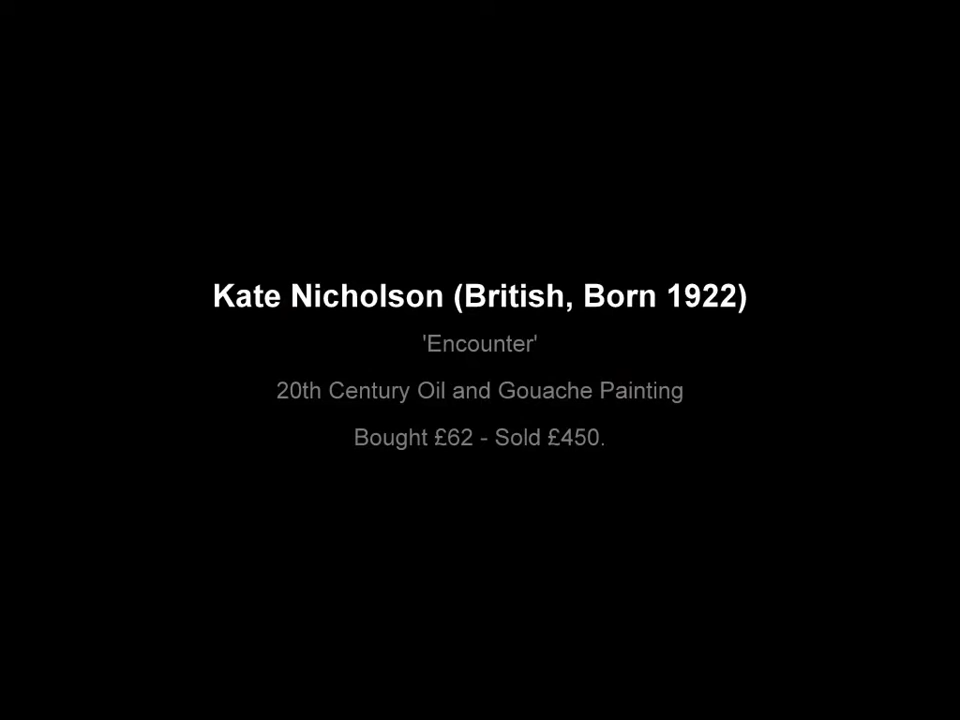 Kate Nicholson (British, Born 1922)
'Encounter'
20th Century Oil and Gouache Painting
Bought £62 - Sold £450.